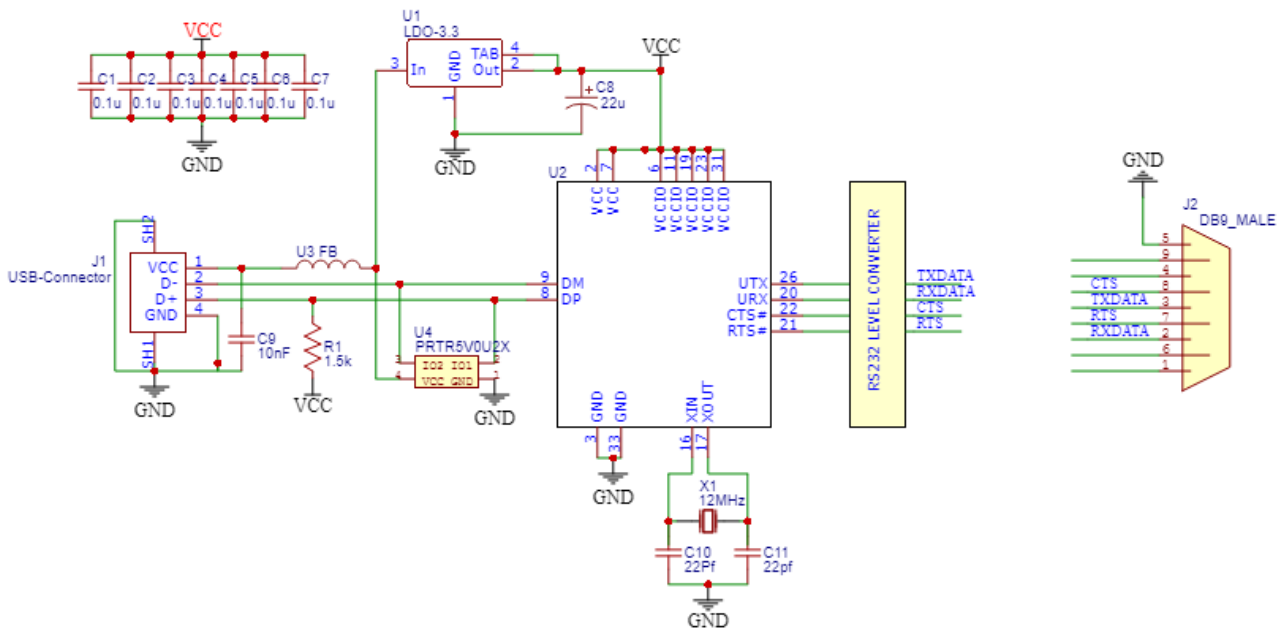 VCC
C1
0.1u
C2
0.1u
C3
0.1u
C4
0.1u
C5
0.1u
C6
0.1u
C7
0.1u
GND
U1
LDO-3.3
3
In
GND
1
TAB
Out
4
2
C8
+
22u
GND
VCC
J1
USB-Connector
SH2
VCC
D-
D+
GND
1
2
3
4
SH1
GND
C9
10nF
U3 FB
R1
1.5k
VCC
U4
PRTR5V0U2X
3
IO2 IO1
2
4
VCC GND
1
GND
U2
2
7
6
11
19
23
31
VCC
VCC
VCCIO
VCCIO
VCCIO
VCCIO
VCCIO
9
DM
8
DP
UTX
26
URX
20
CTS#
22
RTS#
21
GND
GND
3
33
GND
XIN
XOUT
16
17
X1
12MHz
C10
22Pf
C11
22pf
GND
RS232 LEVEL CONVERTER
TXDATA
RXDATA
CTS
RTS
GND
J2
DB9_MALE
5
9
4
CTS
8
TXDATA
3
RTS
7
RXDATA
2
6
1